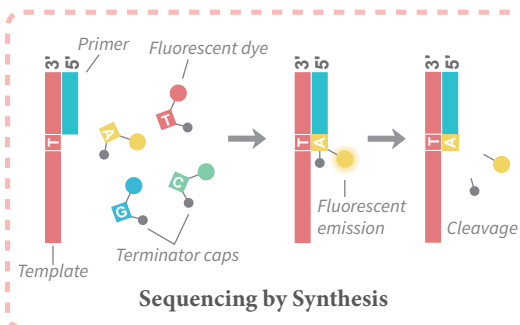 Primer
Fluorescent dye
3' 5'
3' 5'
3' 5'
T
A
T
G
C
T A
T A
Template
Terminator caps
Fluorescent
emission
Cleavage
Sequencing by Synthesis